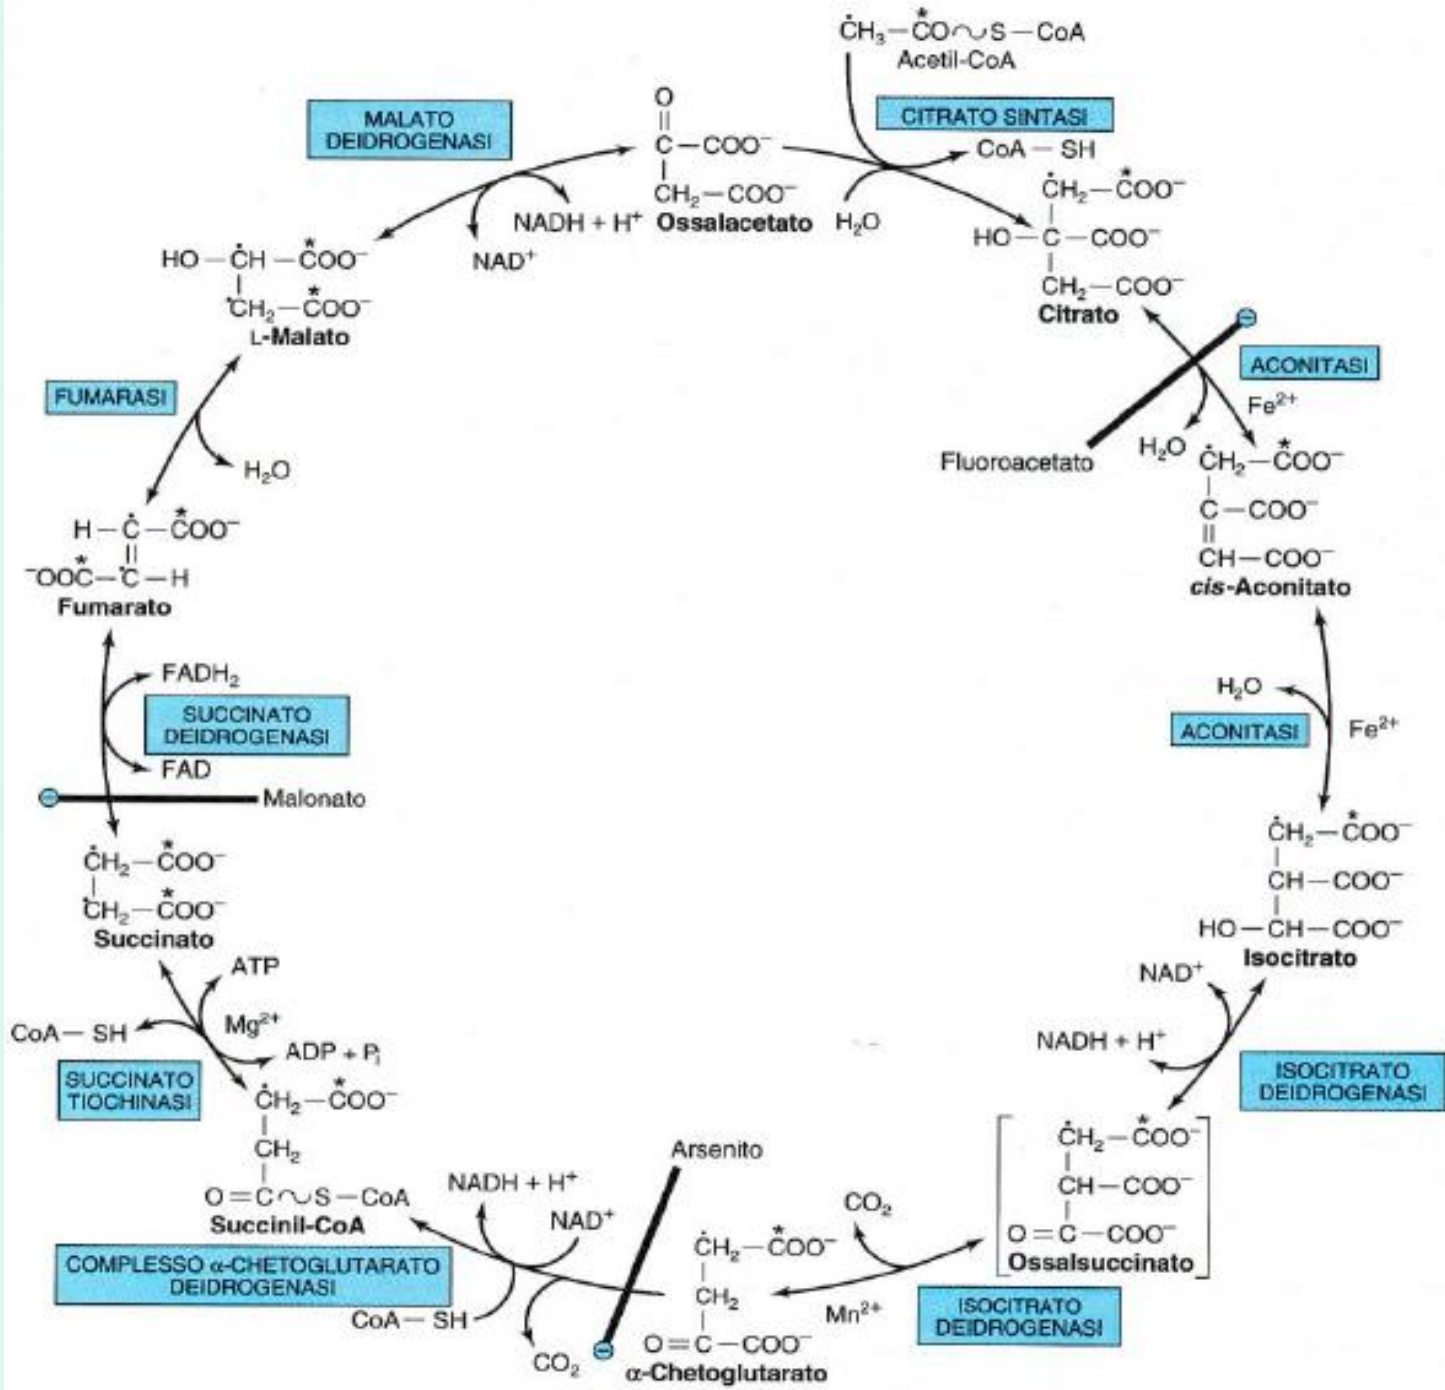 ĊH₃—C*O∽S—CoA
Acetil-CoA
CITRATO SINTASI
CoA—SH
H₂O
MALATO
DEIDROGENASI
NADH + H⁺
NAD⁺
O
C—COO⁻
CH₂—COO⁻
Ossalacetato
ĊH₂—C*OO⁻
HO—C—COO⁻
CH₂—COO⁻
Citrato
ACONITASI
Fe²⁺
Fluoroacetato
H₂O
ĊH₂—C*OO⁻
C—COO⁻
CH—COO⁻
cis-Aconitato
H₂O
ACONITASI
Fe²⁺
ĊH₂—C*OO⁻
CH—COO⁻
HO—CH—COO⁻
Isocitrato
NAD⁺
NADH + H⁺
ISOCITRATO
DEIDROGENASI
ĊH₂—C*OO⁻
CH—COO⁻
O=C—COO⁻
Ossalsuccinato
CO₂
Mn²⁺
ISOCITRATO
DEIDROGENASI
ĊH₂—C*OO⁻
CH₂
O=C—COO⁻
α-Chetoglutarato
Arsenito
NADH + H⁺
NAD⁺
CoA—SH
CO₂
COMPLESSO α-CHETOGLUTARATO
DEIDROGENASI
ĊH₂—C*OO⁻
CH₂
O=C∽S—CoA
Succinil-CoA
ATP
Mg²⁺
CoA—SH
ADP + Pᵢ
SUCCINATO
TIOCHINASI
ĊH₂—C*OO⁻
ĊH₂—C*OO⁻
Succinato
Malonato
FADH₂
SUCCINATO
DEIDROGENASI
FAD
H—Ċ—C*OO⁻
⁻OOC*—Ċ—H
Fumarato
FUMARASI
H₂O
HO—ĊH—C*OO⁻
ĊH₂—C*OO⁻
L-Malato